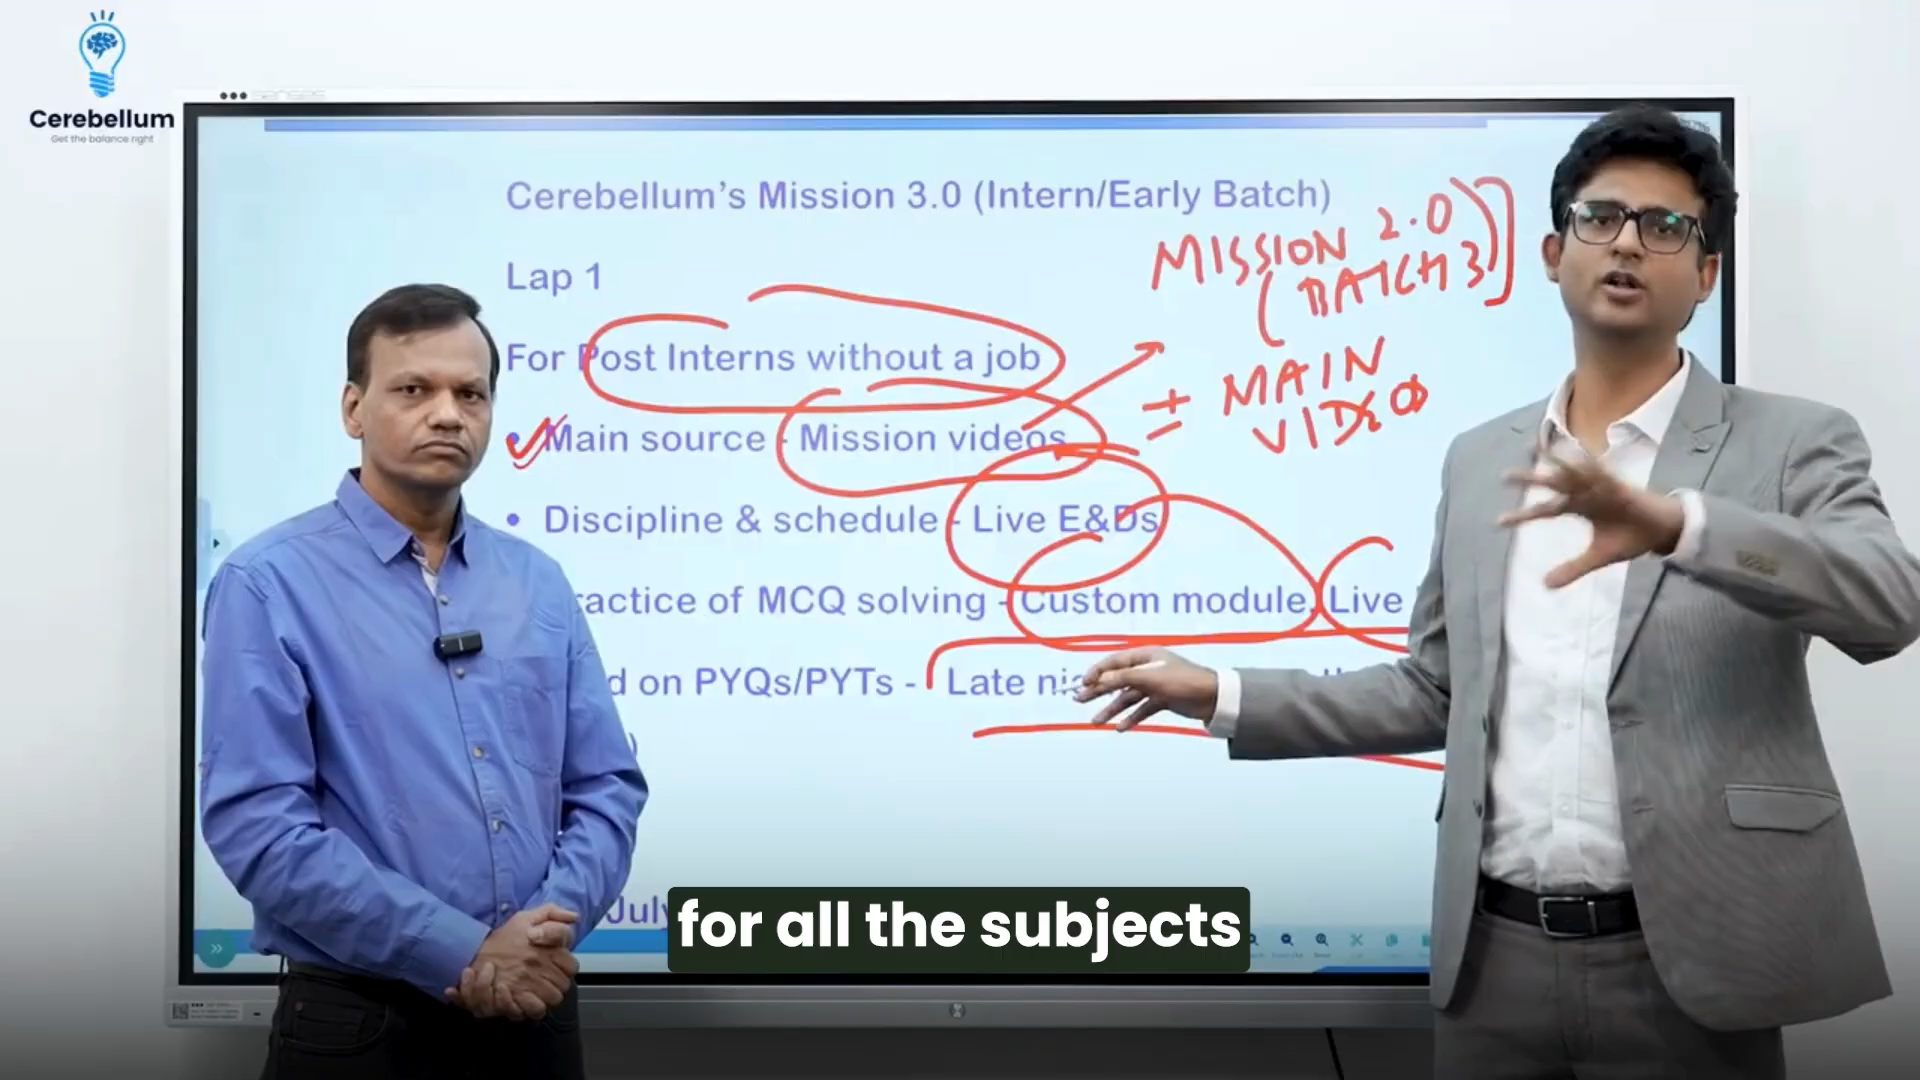 Cerebellum
Get the balance right
Cerebellum's Mission 3.0 (Intern/Early Batch)
MISSION 2.0
(BATCH 3)]
Lap 1
For Post Interns without a job
± MAIN
VIDEO
• Main source - Mission videos
• Discipline & schedule - Live E&Ds
ractice of MCQ solving - Custom module, Live
d on PYQs/PYTs - Late
)
July
for all the subjects